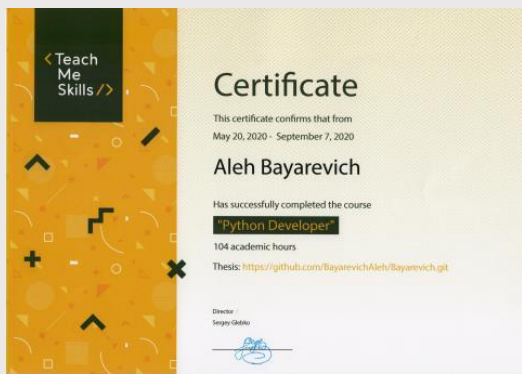 <Teach
Me
Skills/>
Certificate
This certificate confirms that from
May 20, 2020 - September 7, 2020
Aleh Bayarevich
Has successfully completed the course
"Python Developer"
104 academic hours
Thesis: https://github.com/BayarevichAleh/Bayarevich.git
Director
Sergey Glebko